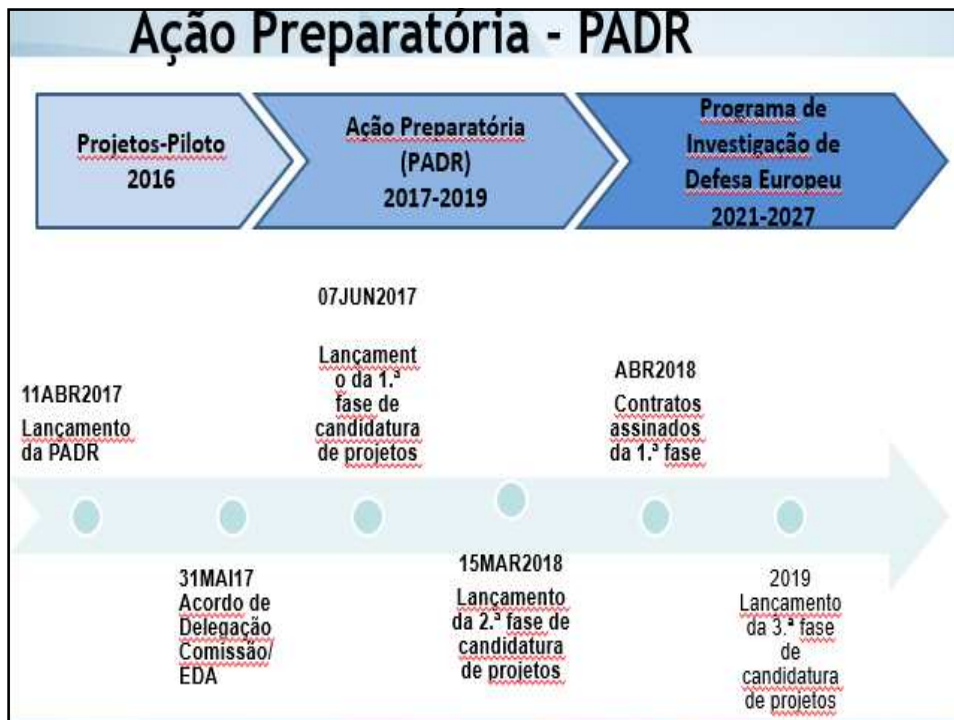 Ação Preparatória - PADR
Projetos-Piloto
2016
Ação Preparatória
(PADR)
2017-2019
Programa de
Investigação de
Defesa Europeu
2021-2027
11ABR2017
Lançamento
da PADR
31MAI17
Acordo de
Delegação
Comissão/
EDA
07JUN2017
Lançament
o da 1.ª
fase de
candidatura
de projetos
15MAR2018
Lançamento
da 2.ª fase de
candidatura
de projetos
ABR2018
Contratos
assinados
da 1.ª fase
2019
Lançamento
da 3.ª fase
de
candidatura
de projetos